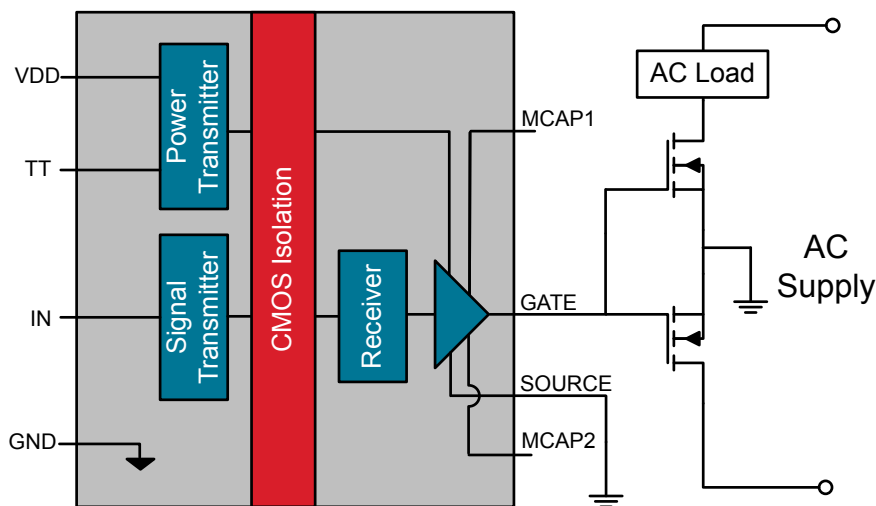 VDD
TT
IN
GND
Power
Transmitter
Signal
Transmitter
CMOS Isolation
Receiver
MCAP1
GATE
SOURCE
MCAP2
AC Load
AC
Supply